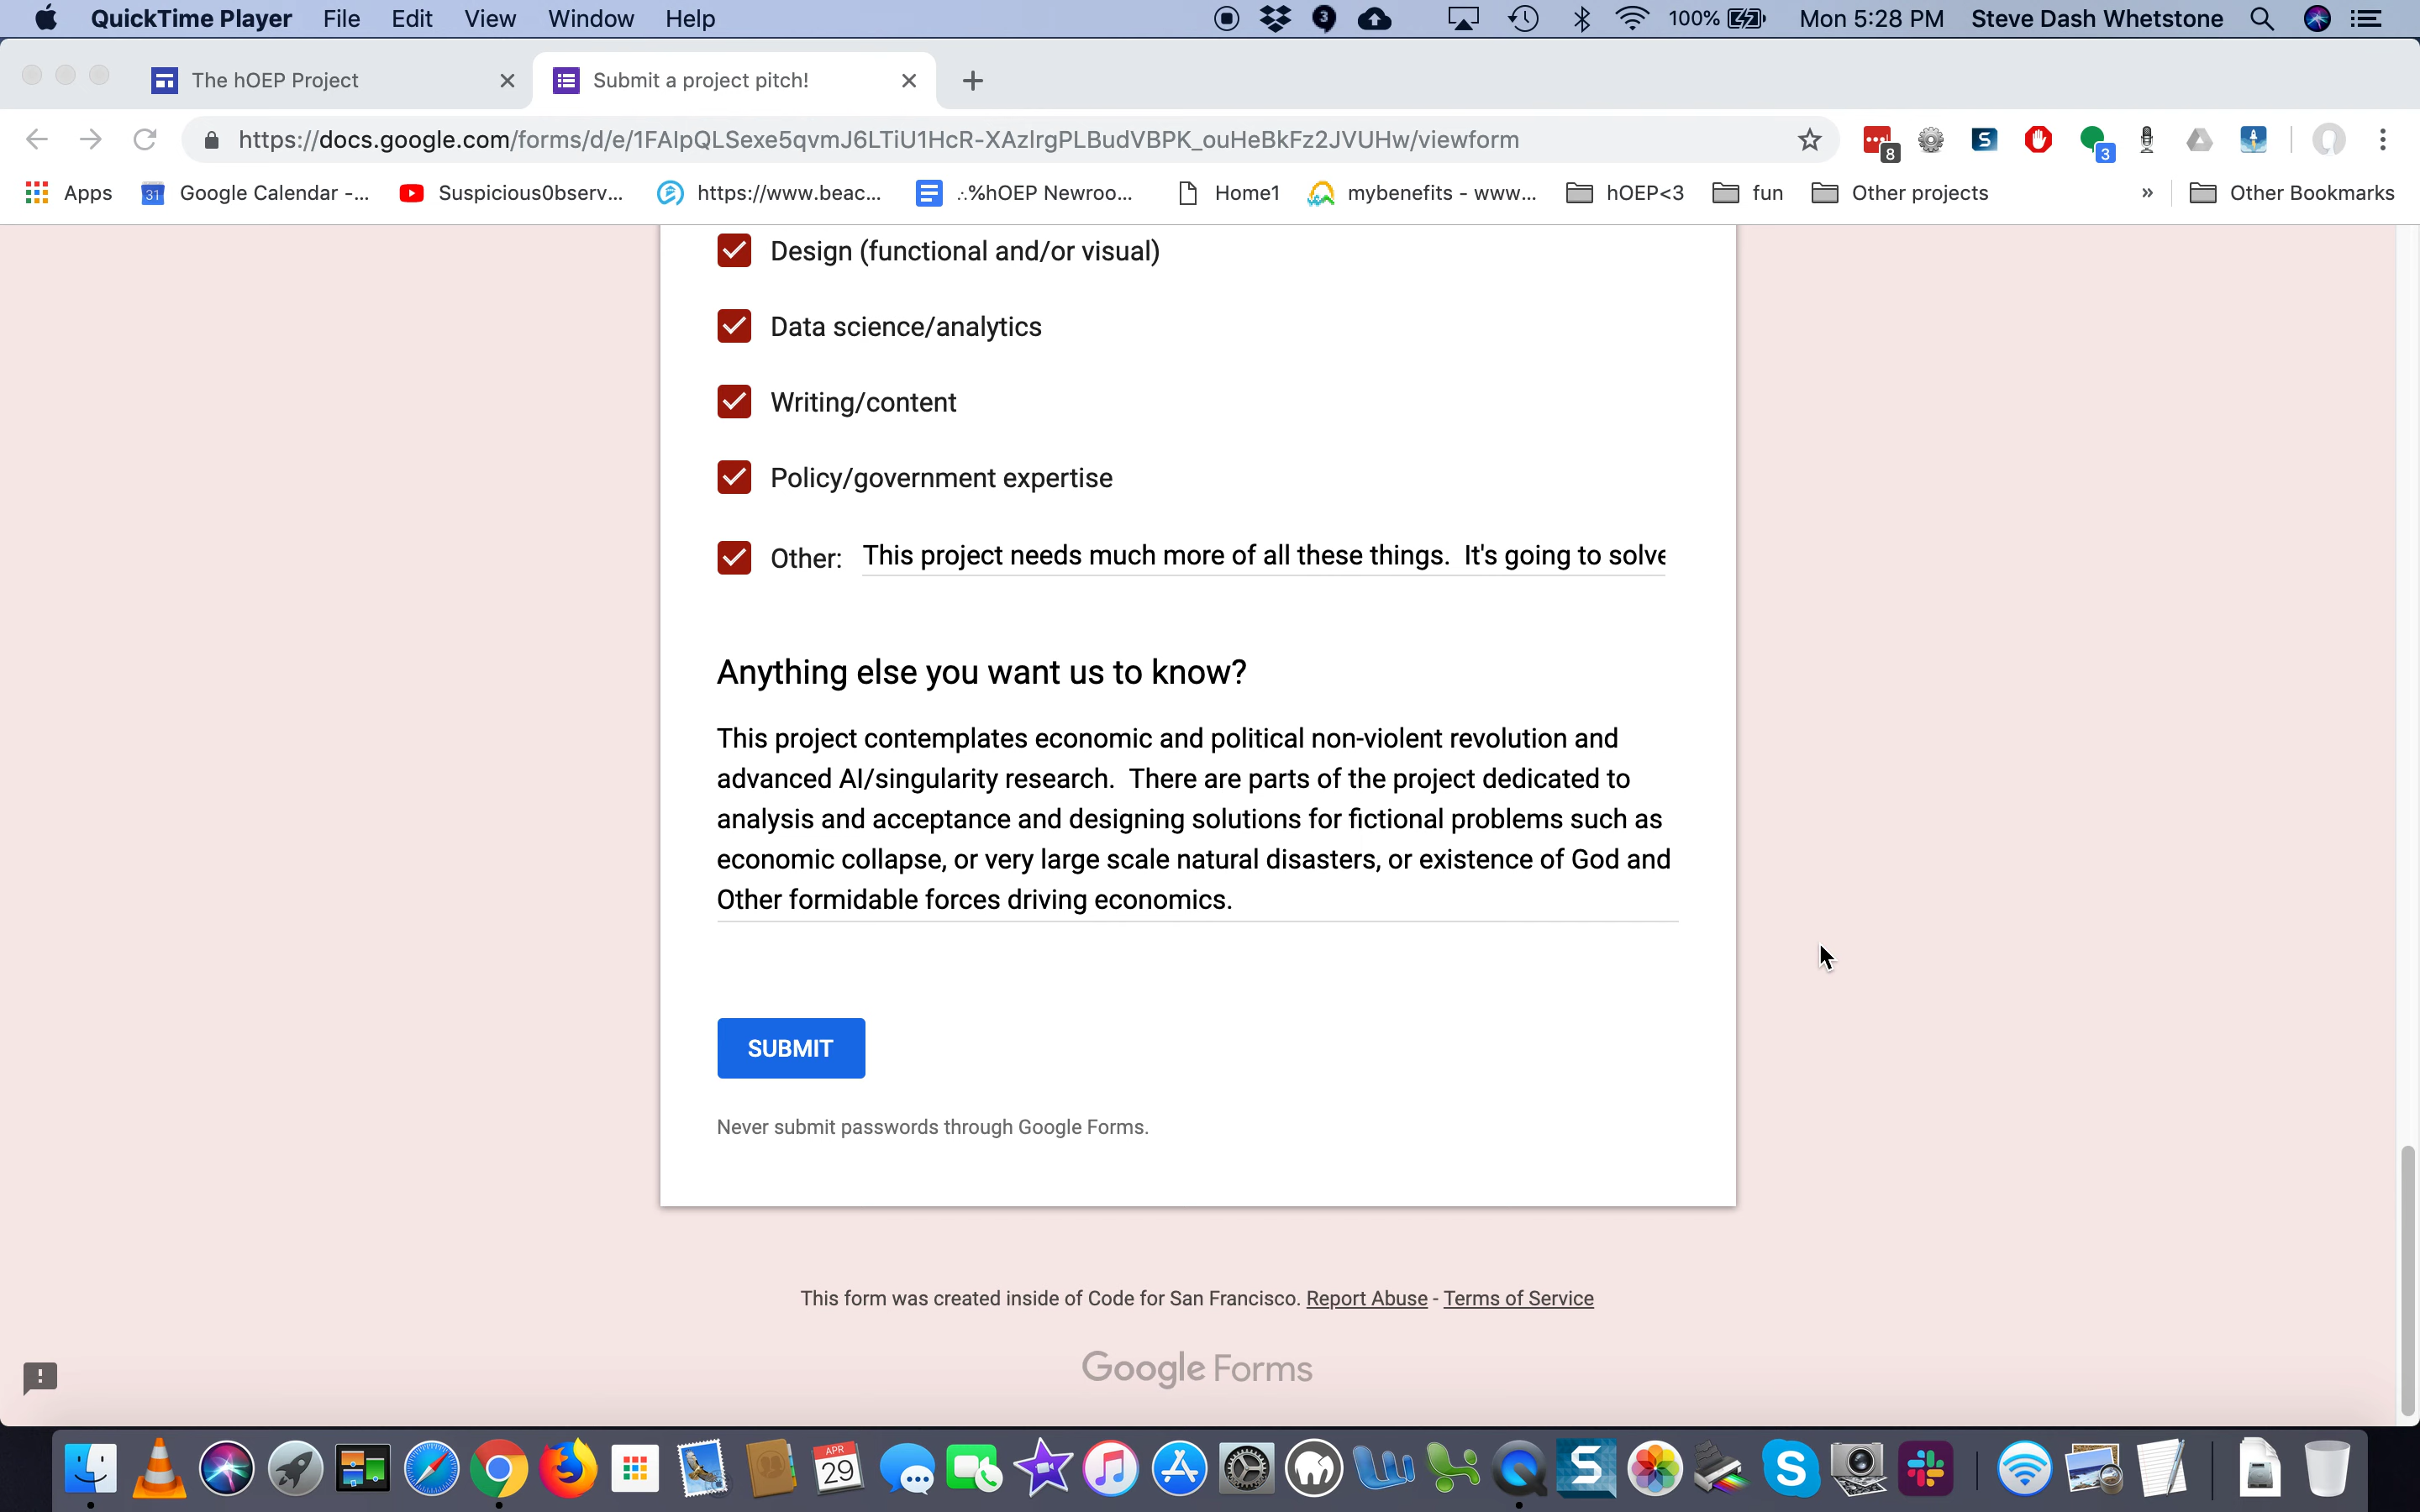 QuickTime Player File Edit View Window Help 3 100% Mon 5:28 PM Steve Dash Whetstone
The hOEP Project Submit a project pitch!
https://docs.google.com/forms/d/e/1FAIpQLSexe5qvmJ6LTiU1HcR-XAzlrgPLBudVBPK_ouHeBkFz2JVUHw/viewform 8 S 3
Apps 31 Google Calendar -... Suspicious0bserv... https://www.beac... .:%hOEP Newroo... Home1 mybenefits - www... hOEP<3 fun Other projects » Other Bookmarks
Design (functional and/or visual)
Data science/analytics
Writing/content
Policy/government expertise
Other: This project needs much more of all these things. It's going to solve
Anything else you want us to know?
This project contemplates economic and political non-violent revolution and
advanced AI/singularity research. There are parts of the project dedicated to
analysis and acceptance and designing solutions for fictional problems such as
economic collapse, or very large scale natural disasters, or existence of God and
Other formidable forces driving economics.
SUBMIT
Never submit passwords through Google Forms.
This form was created inside of Code for San Francisco. Report Abuse - Terms of Service
Google Forms
APR
29
S S